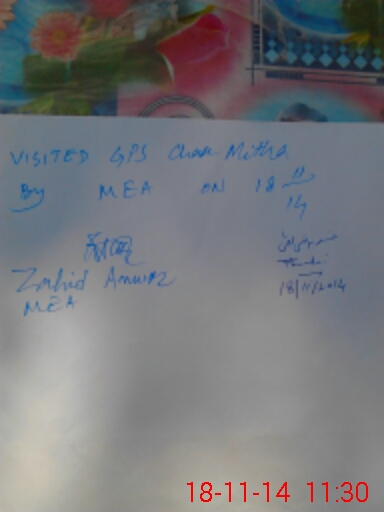 VISITED GPS Chah Mitha
By MEA ON 18 11/14
Zahid Anwar
MEA
18/11/2014
18-11-14 11:30